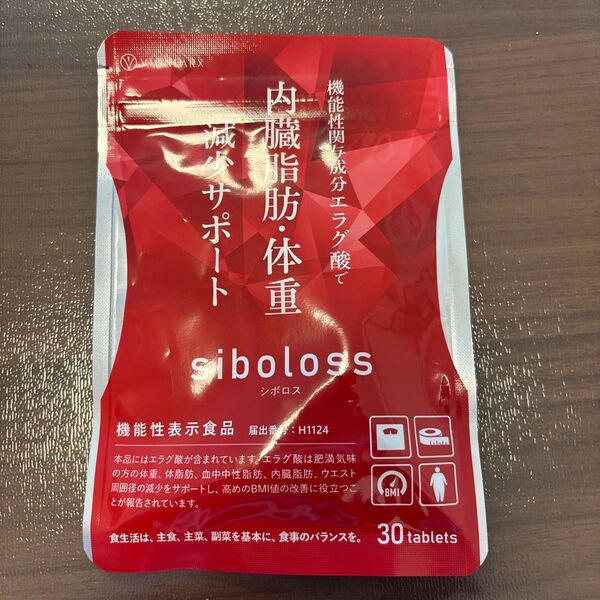 機能性関与成分エラグ酸で
内臓脂肪・体重
減少サポート
siboloss
シボロス
機能性表示食品 届出番号:H1124
本品にはエラグ酸が含まれています。エラグ酸は肥満気味
の方の体重、体脂肪、血中中性脂肪、内臓脂肪、ウエスト
周囲径の減少をサポートし、高めのBMI値の改善に役立つこ
とが報告されています。
BMI
食生活は、主食、主菜、副菜を基本に、食事のバランスを。
30 tablets